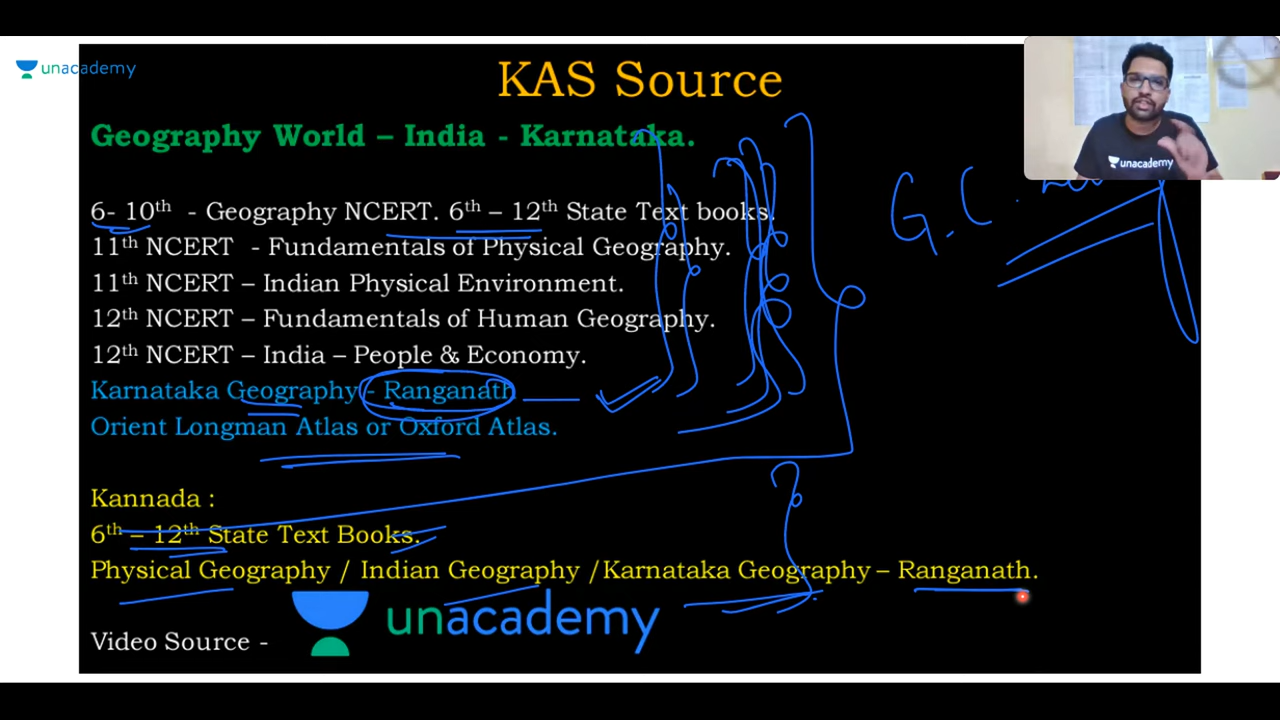 unacademy
KAS Source
Geography World – India - Karnataka.
unacademy
6- 10th - Geography NCERT. 6th – 12th State Text books.
G.C.
11th NCERT - Fundamentals of Physical Geography.
11th NCERT – Indian Physical Environment.
12th NCERT – Fundamentals of Human Geography.
12th NCERT – India – People & Economy.
Karnataka Geography - Ranganath
Orient Longman Atlas or Oxford Atlas.
Kannada :
6th – 12th State Text Books.
Physical Geography / Indian Geography /Karnataka Geography – Ranganath.
Video Source - unacademy